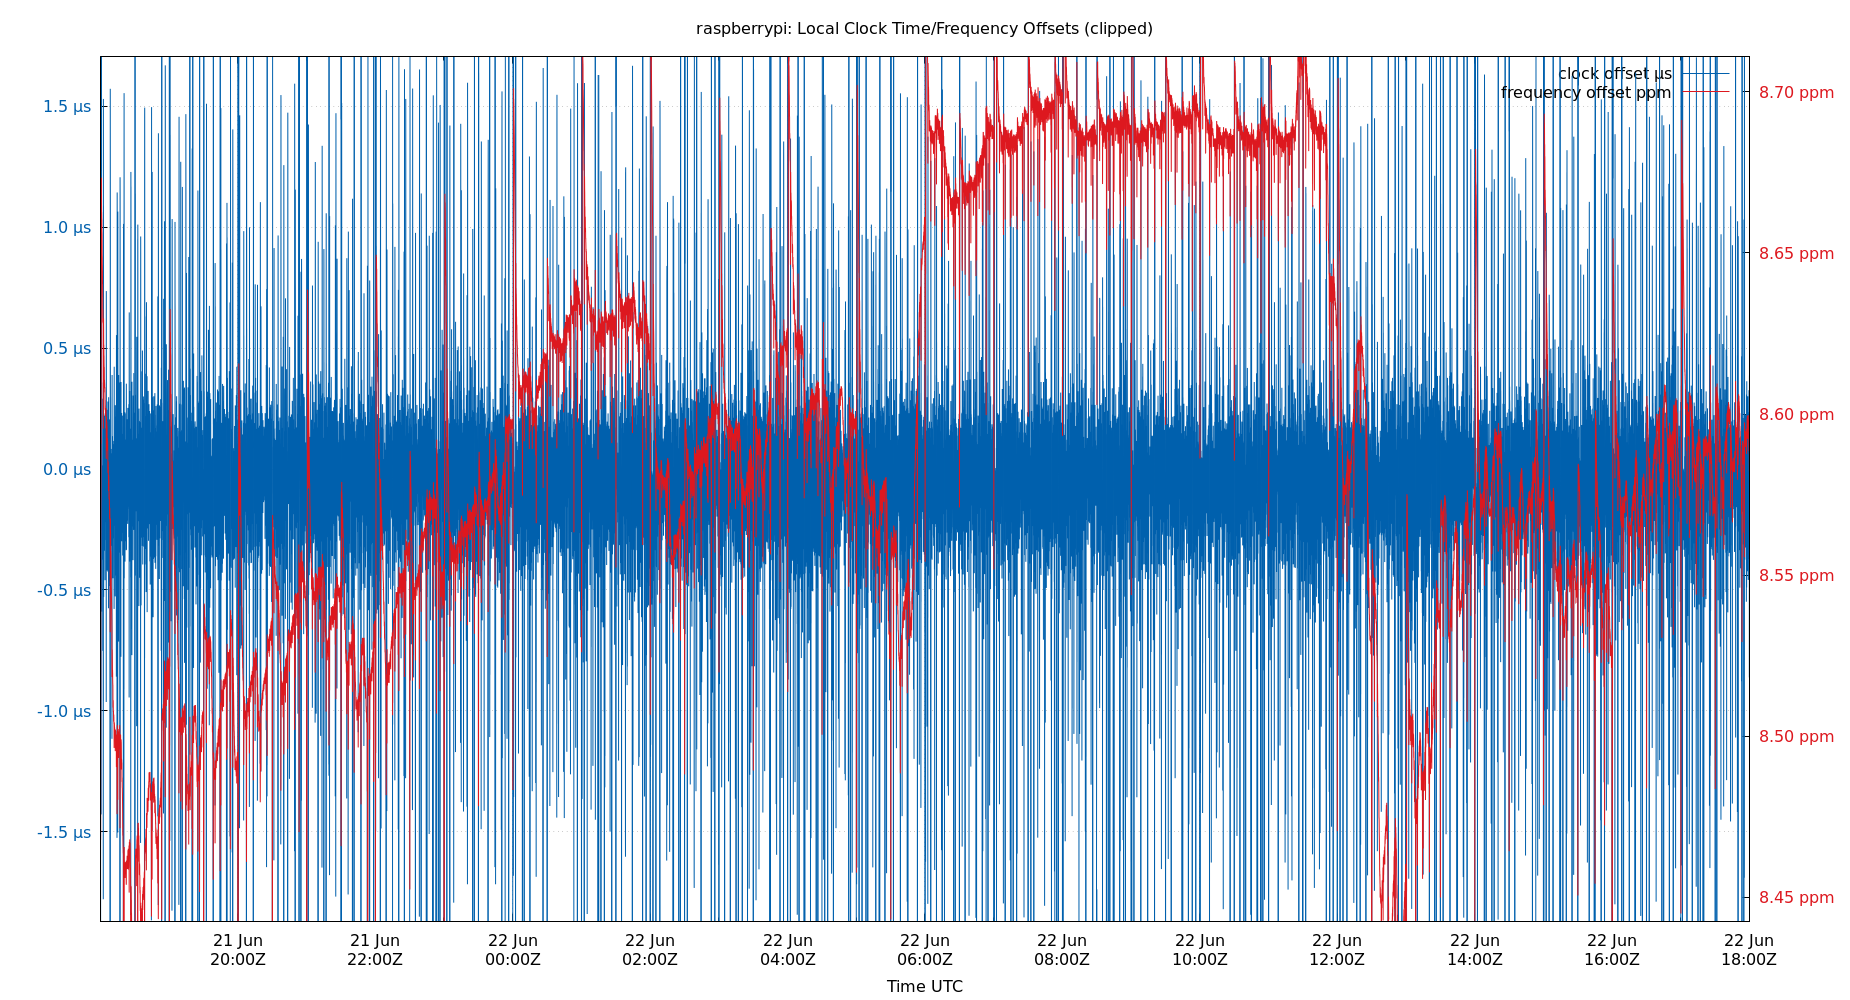 raspberrypi: Local Clock Time/Frequency Offsets (clipped)
clock offset µs
frequency offset ppm
1.5 µs
1.0 µs
0.5 µs
0.0 µs
-0.5 µs
-1.0 µs
-1.5 µs
8.70 ppm
8.65 ppm
8.60 ppm
8.55 ppm
8.50 ppm
8.45 ppm
21 Jun
20:00Z
21 Jun
22:00Z
22 Jun
00:00Z
22 Jun
02:00Z
22 Jun
04:00Z
22 Jun
06:00Z
22 Jun
08:00Z
22 Jun
10:00Z
22 Jun
12:00Z
22 Jun
14:00Z
22 Jun
16:00Z
22 Jun
18:00Z
Time UTC